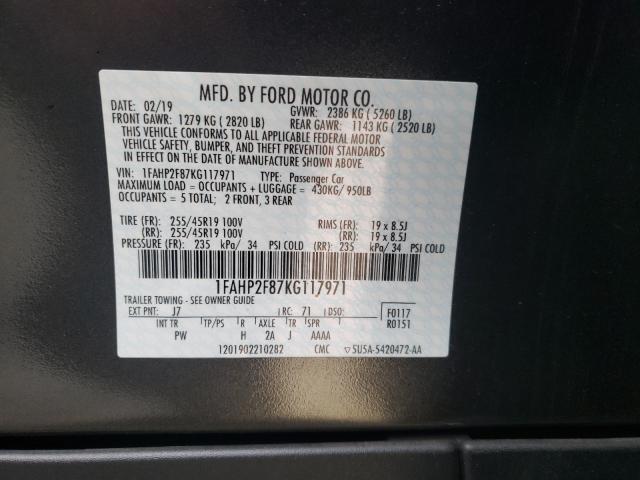 MFD. BY FORD MOTOR CO.
DATE: 02/19 GVWR: 2386 KG ( 5260 LB)
FRONT GAWR: 1279 KG ( 2820 LB) REAR GAWR: 1143 KG ( 2520 LB)
THIS VEHICLE CONFORMS TO ALL APPLICABLE FEDERAL MOTOR
VEHICLE SAFETY, BUMPER, AND THEFT PREVENTION STANDARDS
IN EFFECT ON THE DATE OF MANUFACTURE SHOWN ABOVE.
VIN: 1FAHP2F87KG117971 TYPE: Passenger Car
MAXIMUM LOAD = OCCUPANTS + LUGGAGE = 430KG/ 950LB
OCCUPANTS = 5 TOTAL; 2 FRONT, 3 REAR
TIRE (FR): 255/45R19 100V RIMS (FR): 19 x 8.5J
(RR): 255/45R19 100V (RR): 19 x 8.5J
PRESSURE (FR): 235 kPa/ 34 PSI COLD (RR): 235 kPa/ 34 PSI COLD
1FAHP2F87KG117971
TRAILER TOWING - SEE OWNER GUIDE
EXT PNT: J7 RC: 71 DSO: F0117
INT TR TP/PS R AXLE TR SPR R0151
PW H 2A J AAAA
1201902210282 CMC ▽5U5A-5420472-AA